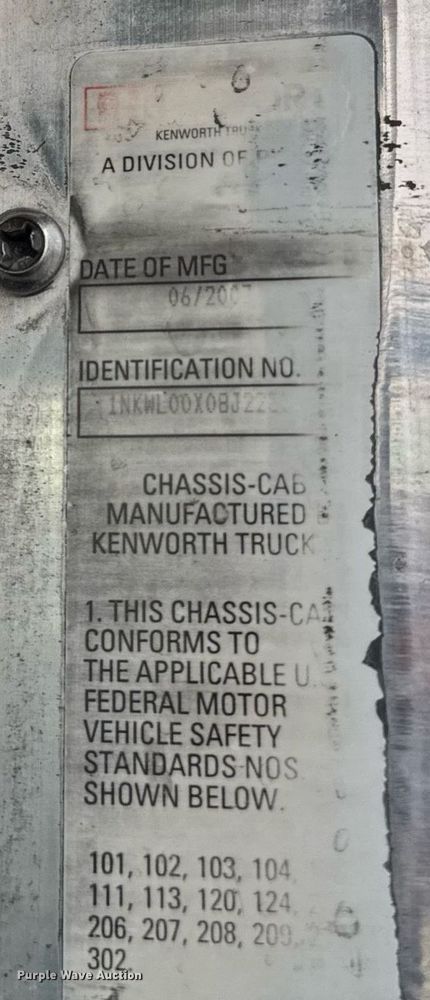 KENWORTH TRUCK
A DIVISION OF
DATE OF MFG
06/2007
IDENTIFICATION NO.
1NKWL00X08J22
CHASSIS-CAB
MANUFACTURED
KENWORTH TRUCK
1. THIS CHASSIS-CA
CONFORMS TO
THE APPLICABLE U.
FEDERAL MOTOR
VEHICLE SAFETY
STANDARDS NOS
SHOWN BELOW.
101, 102, 103, 104,
111, 113, 120, 124,
206, 207, 208, 209,
302
Purple Wave Auction